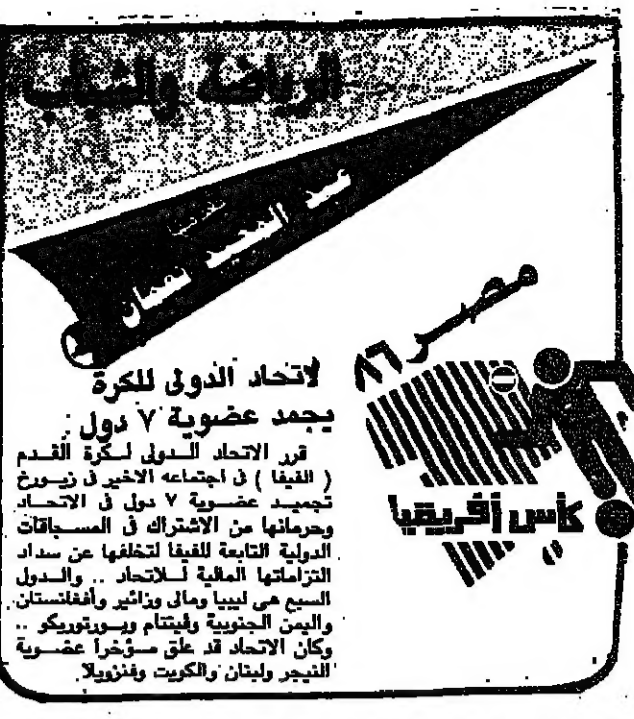 الرياضة والشباب
عبد المجيد نعمان
مصر ٨٦
كأس أفريقيا
لاتحاد الدولى للكرة
يجمد عضوية ٧ دول :
قرر الاتحاد الدولى لكرة القدم
( الفيفا ) فى اجتماعه الاخير فى زيورخ
تجميد عضوية ٧ دول فى الاتحاد
وحرمانها من الاشتراك فى المسابقات
الدولية التابعة للفيفا لتخلفها عن سداد
التزاماتها المالية للاتحاد .. والدول
السبع هى ليبيا ومالى وزائير وأفغانستان
واليمن الجنوبية وفيتنام وبورتوريكو ..
وكان الاتحاد قد علق مؤخرا عضوية
النيجر ولبنان والكويت وفنزويلا